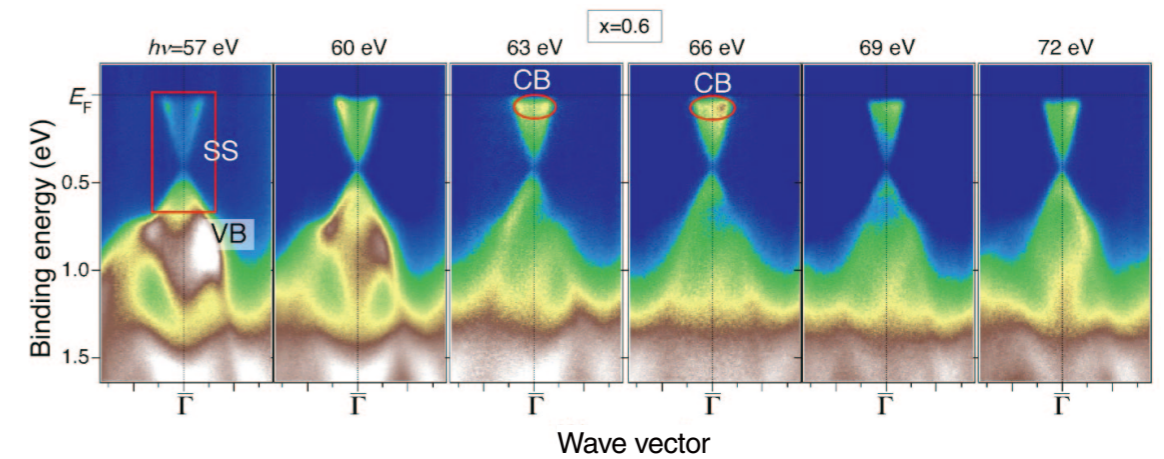 x=0.6
hν=57 eV 60 eV 63 eV 66 eV 69 eV 72 eV
CB CB
E_F
SS
0.5
VB
1.0
1.5
Binding energy (eV)
Γ̅ Γ̅ Γ̅ Γ̅ Γ̅ Γ̅
Wave vector